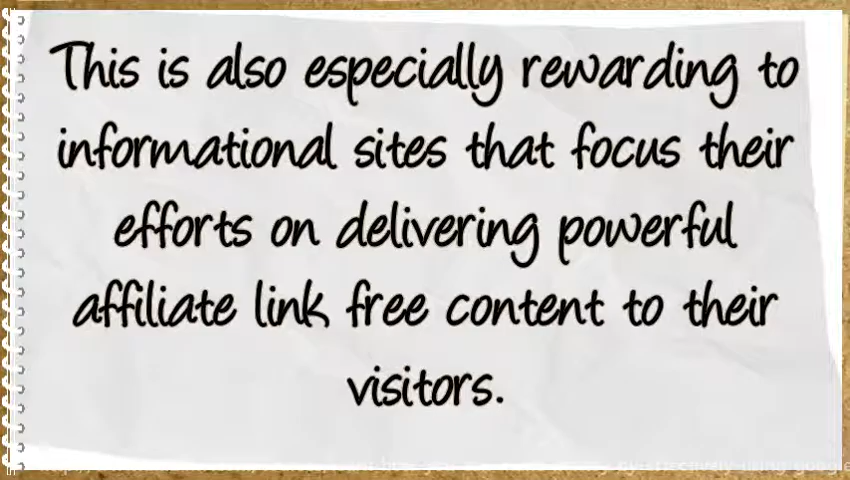 This is also especially rewarding to
informational sites that focus their
efforts on delivering powerful
affiliate link free content to their
visitors.